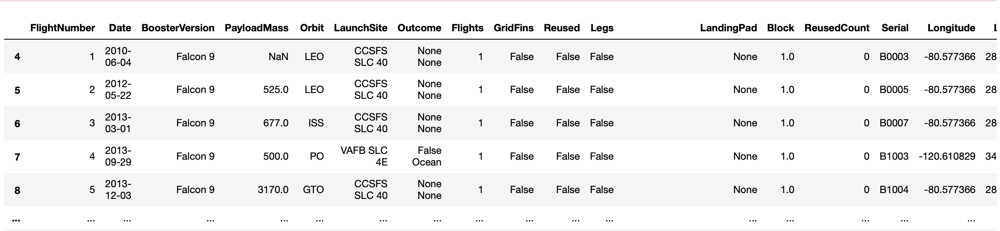 FlightNumber Date BoosterVersion PayloadMass Orbit LaunchSite Outcome Flights GridFins Reused Legs LandingPad Block ReusedCount Serial Longitude L
4 1 2010-06-04 Falcon 9 NaN LEO CCSFS SLC 40 None None 1 False False False None 1.0 0 B0003 -80.577366 28
5 2 2012-05-22 Falcon 9 525.0 LEO CCSFS SLC 40 None None 1 False False False None 1.0 0 B0005 -80.577366 28
6 3 2013-03-01 Falcon 9 677.0 ISS CCSFS SLC 40 None None 1 False False False None 1.0 0 B0007 -80.577366 28
7 4 2013-09-29 Falcon 9 500.0 PO VAFB SLC 4E False Ocean 1 False False False None 1.0 0 B1003 -120.610829 34
8 5 2013-12-03 Falcon 9 3170.0 GTO CCSFS SLC 40 None None 1 False False False None 1.0 0 B1004 -80.577366 28
... ... ... ... ... ... ... ... ... ... ... ... ... ... ... ... ...